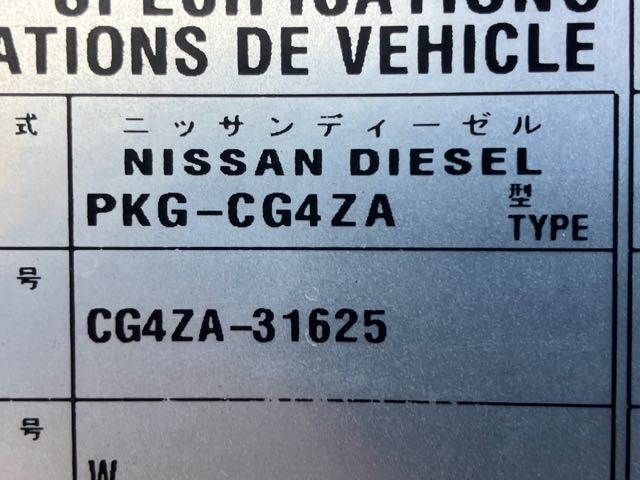 SPECIFICATIONS
ATIONS DE VEHICLE
式
ニッサンディーゼル
NISSAN DIESEL
PKG-CG4ZA
型
TYPE
号
CG4ZA-31625
号
W